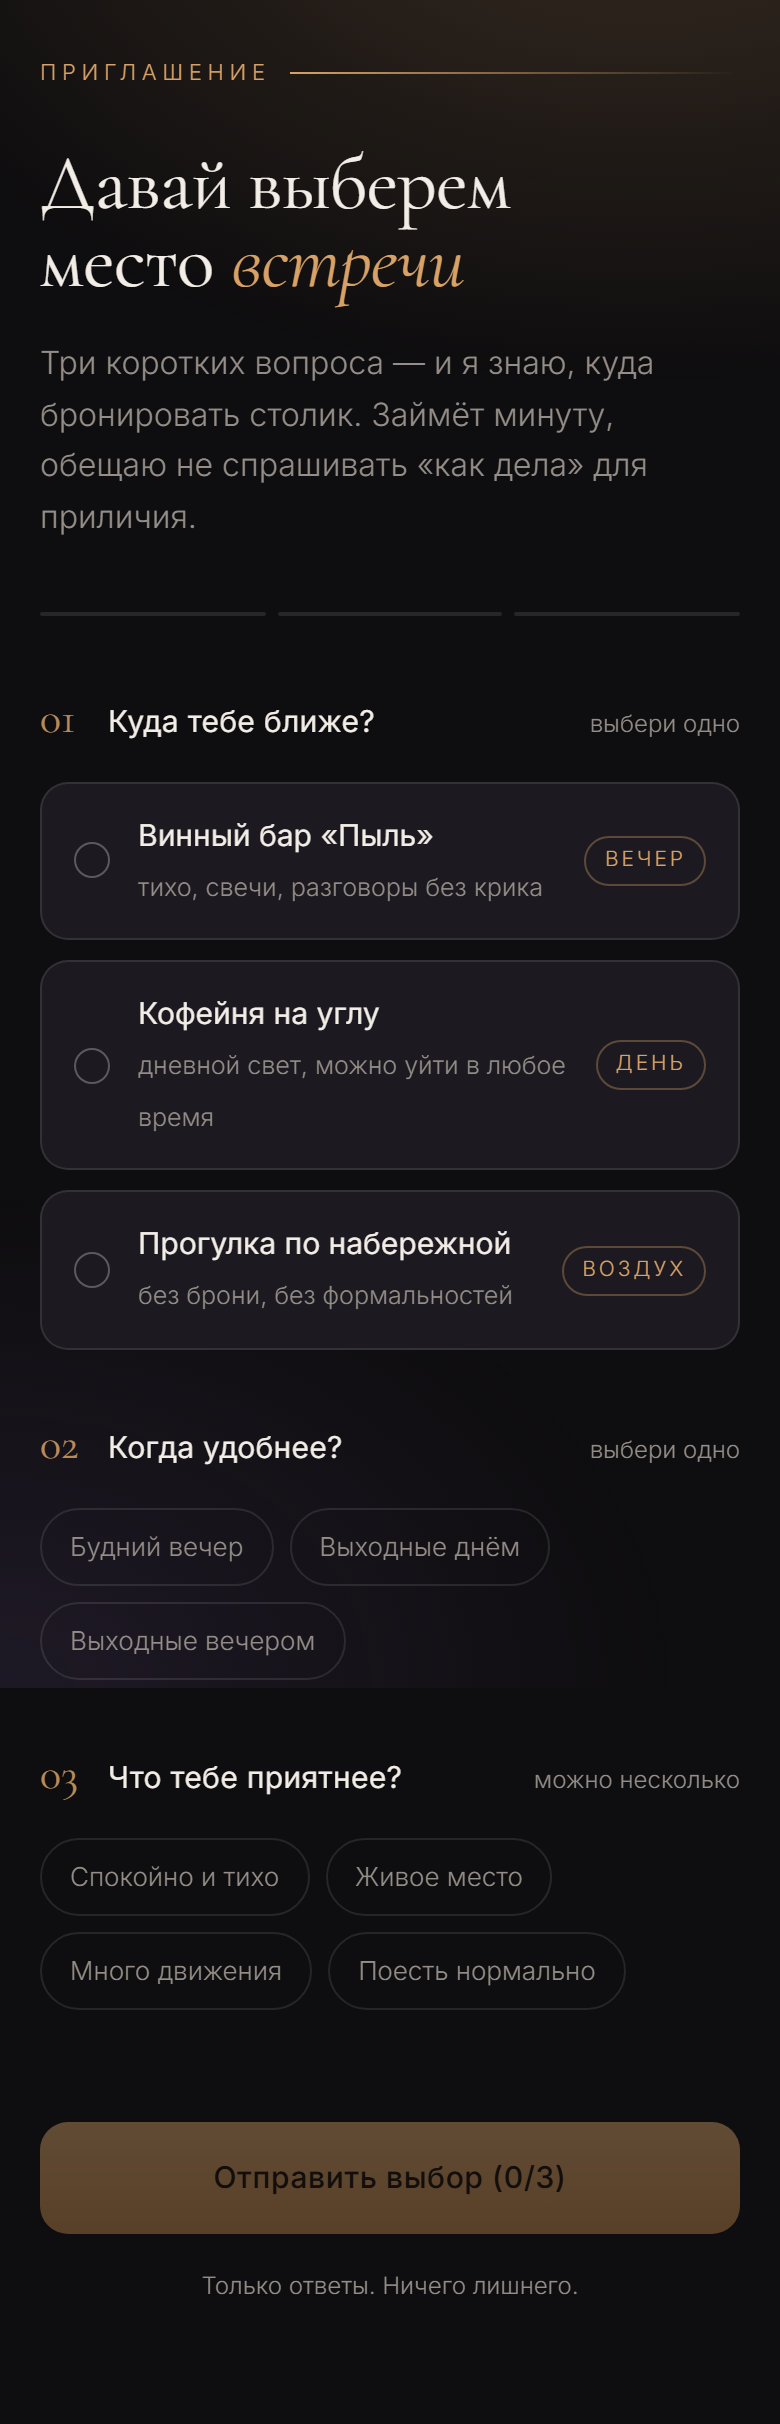 ПРИГЛАШЕНИЕ
Давай выберем
место встречи
Три коротких вопроса — и я знаю, куда
бронировать столик. Займёт минуту,
обещаю не спрашивать «как дела» для
приличия.
01 Куда тебе ближе? выбери одно
Винный бар «Пыль»
тихо, свечи, разговоры без крика
ВЕЧЕР
Кофейня на углу
дневной свет, можно уйти в любое
время
ДЕНЬ
Прогулка по набережной
без брони, без формальностей
ВОЗДУХ
02 Когда удобнее? выбери одно
Будний вечер Выходные днём
Выходные вечером
03 Что тебе приятнее? можно несколько
Спокойно и тихо Живое место
Много движения Поесть нормально
Отправить выбор (0/3)
Только ответы. Ничего лишнего.